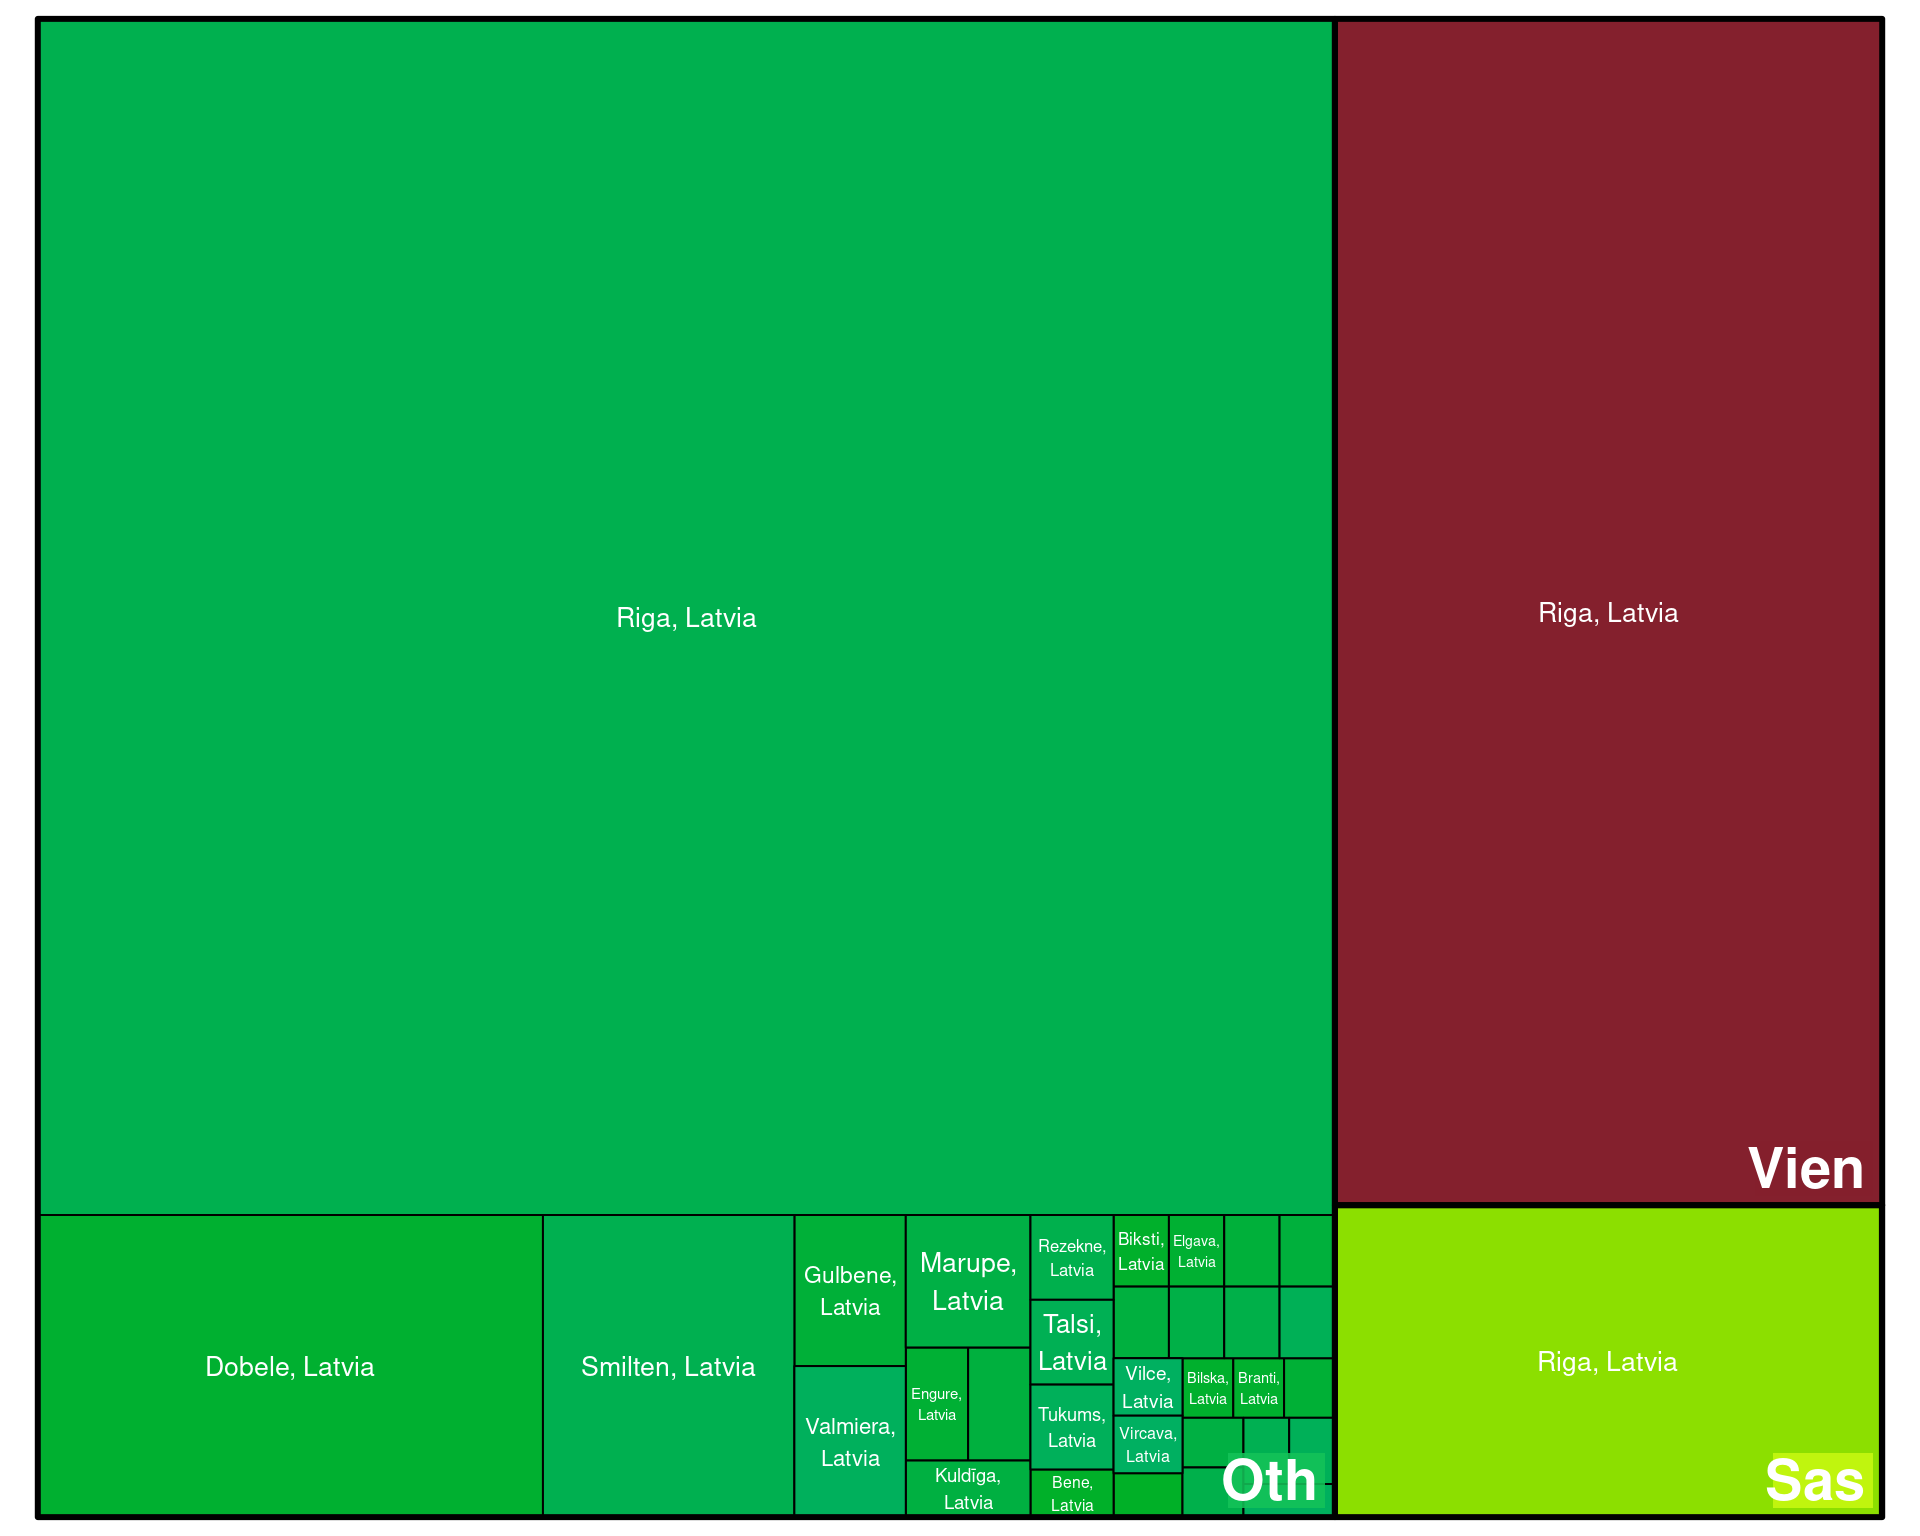 Riga, Latvia
Riga, Latvia
Vien
Dobele, Latvia
Smilten, Latvia
Gulbene,
Latvia
Valmiera,
Latvia
Marupe,
Latvia
Engure,
Latvia
Kuldīga,
Latvia
Rezekne,
Latvia
Talsi,
Latvia
Tukums,
Latvia
Bene,
Latvia
Biksti,
Latvia
Elgava,
Latvia
Vilce,
Latvia
Vircava,
Latvia
Bilska,
Latvia
Branti,
Latvia
Oth
Riga, Latvia
Sas